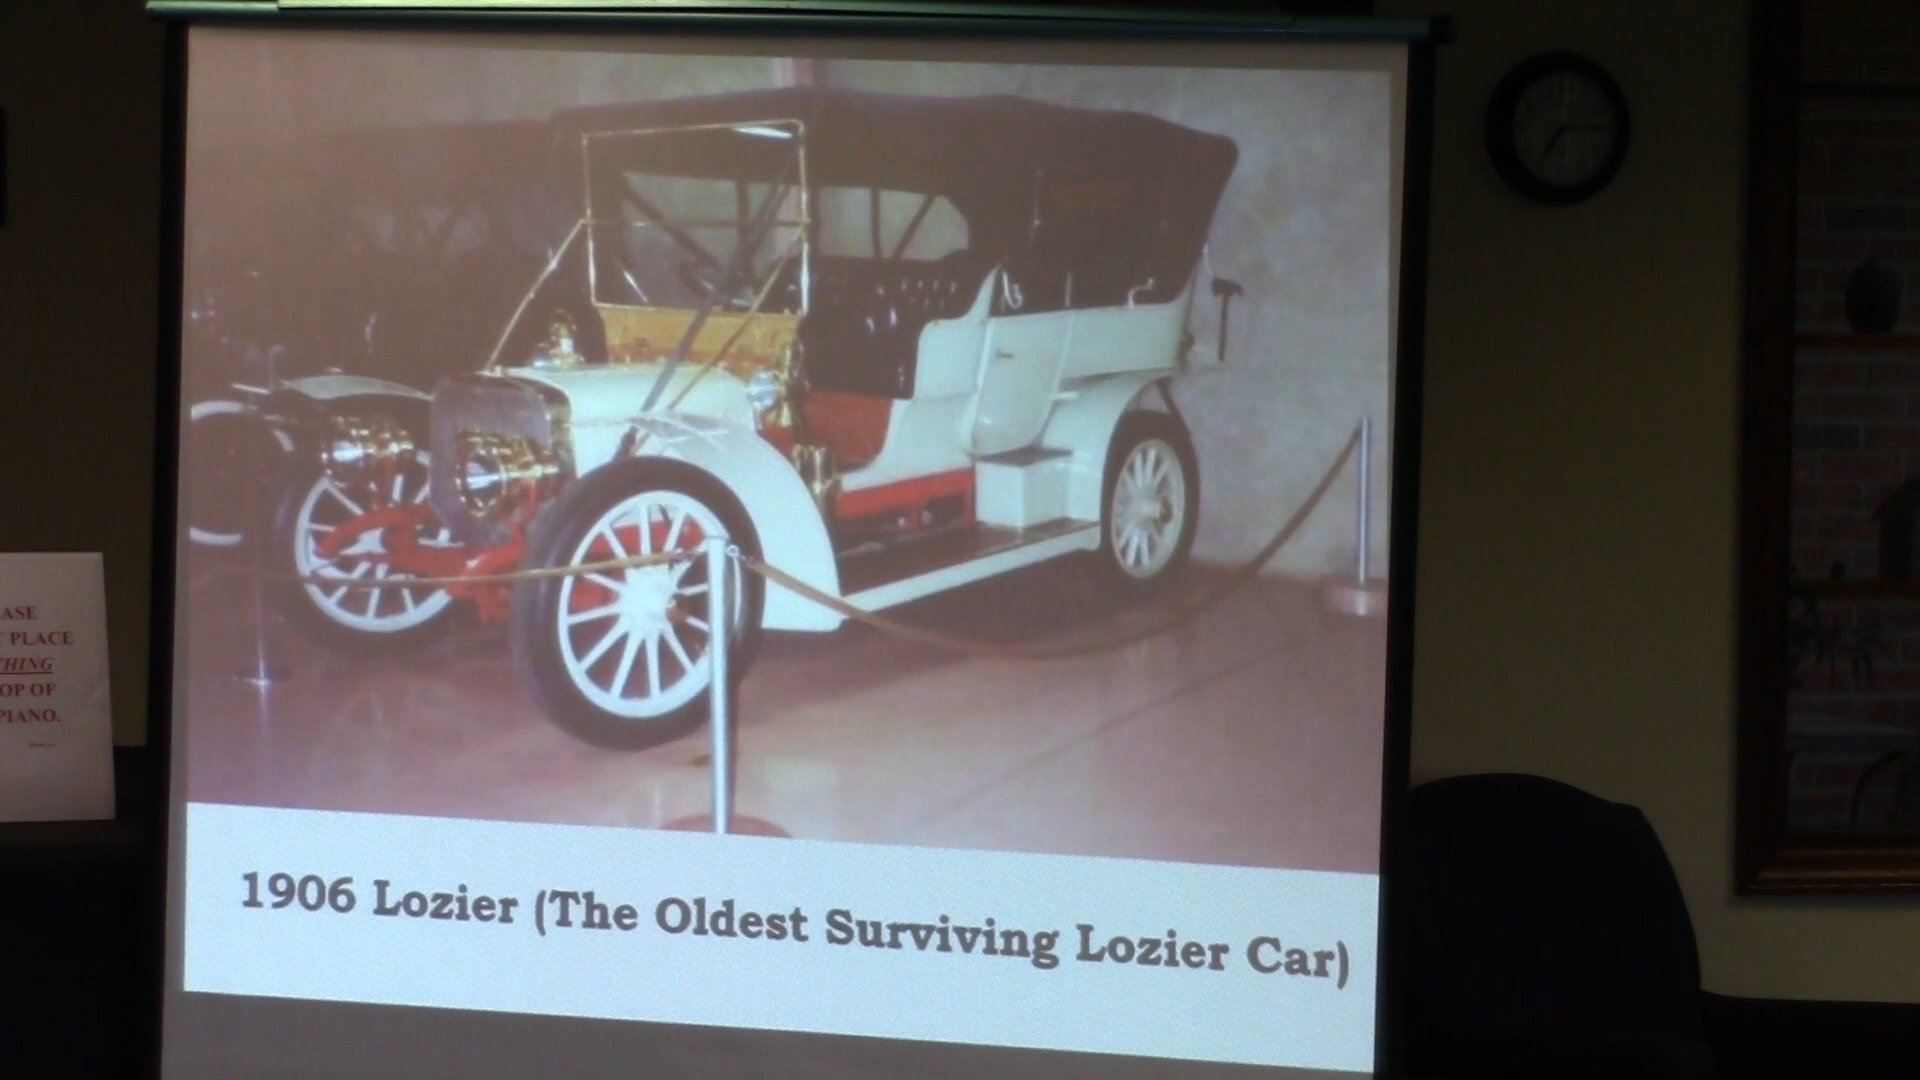 ASE
PLACE
THING
OP OF
PIANO.
1906 Lozier (The Oldest Surviving Lozier Car)